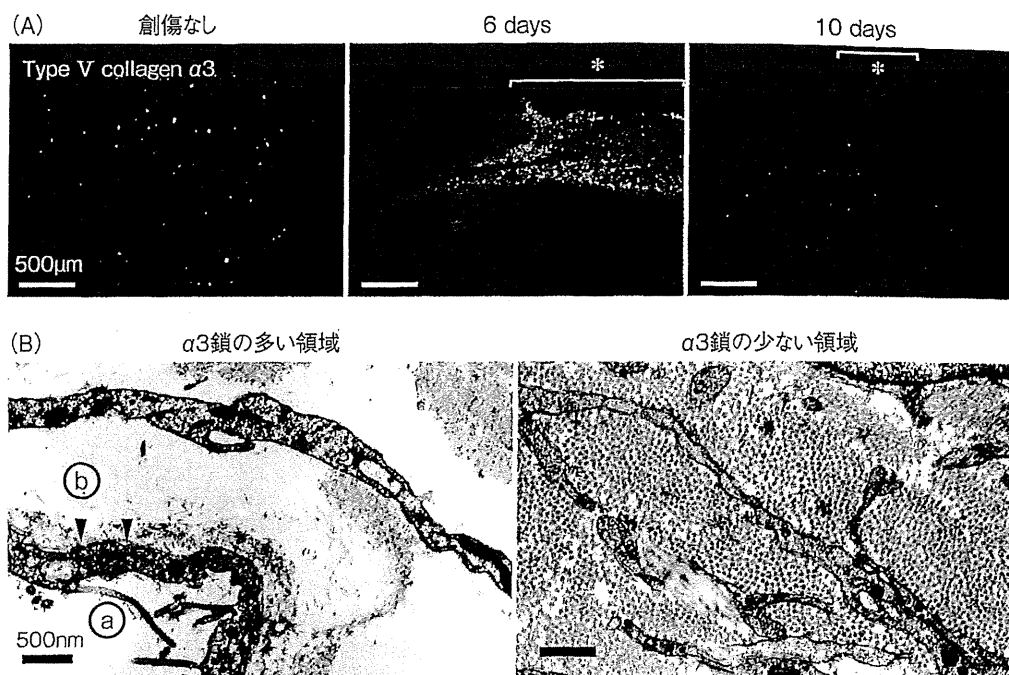 (A) 創傷なし 6 days 10 days
Type V collagen α3 * *
500μm
(B) α3鎖の多い領域 α3鎖の少ない領域
b
a
500nm